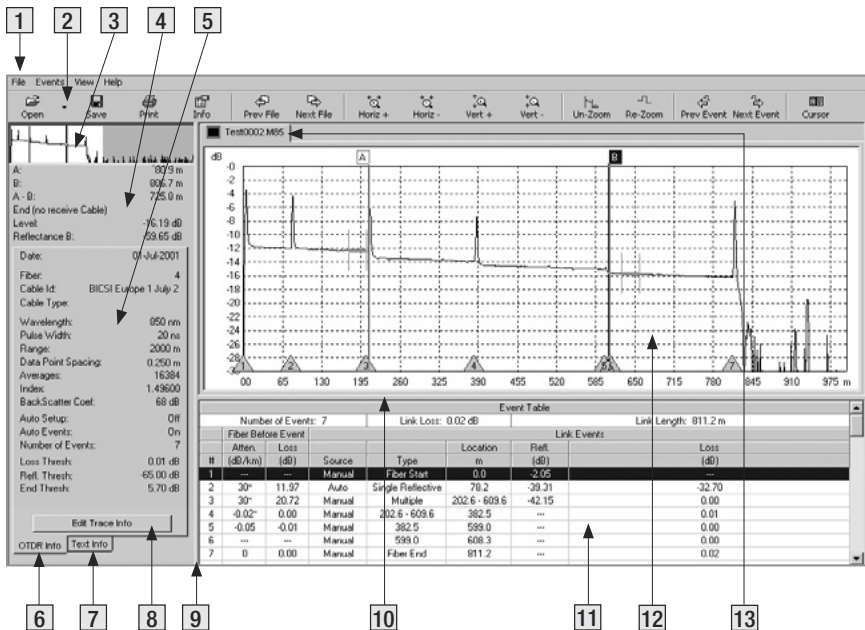 1
2
3
4
5
File Events View Help
Open Save Print Info Prev File Next File Horiz + Horiz - Vert + Vert - Un-Zoom Re-Zoom Prev Event Next Event Cursor
Test0002.M85
A: 80.9 m
B: 806.7 m
A - B: 725.8 m
End (no receive Cable)
Level: -16.19 dB
Reflectance B: -59.65 dB
Date: 01-Jul-2001
Fiber: 4
Cable Id: BICSI Europe 1 July 2
Cable Type:
Wavelength: 850 nm
Pulse Width: 20 ns
Range: 2000 m
Data Point Spacing: 0.250 m
Averages: 16384
Index: 1.49600
BackScatter Coef: 68 dB
Auto Setup: Off
Auto Events: On
Number of Events: 7
Loss Thresh: 0.01 dB
Refl. Thresh: -65.00 dB
End Thresh: 5.70 dB
Edit Trace Info
OTDR Info Text Info
dB
A
B
-0
-2
-4
-6
-8
-10
-12
-14
-16
-18
-20
-22
-24
-26
-28
-30
1 2 3 4 5 7
00 65 130 195 260 325 390 455 520 585 650 715 780 845 910 975 m
Event Table
Number of Events: 7 Link Loss: 0.02 dB Link Length: 811.2 m
Fiber Before Event Link Events
Atten. Loss Location Refl. Loss
# (dB/km) (dB) Source Type m (dB) (dB)
1 --- --- Manual Fiber Start 0.0 -2.05 ---
2 30" 11.97 Auto Single Reflective 78.2 -39.31 -32.70
3 30" 20.72 Manual Multiple 202.6 - 609.6 -42.15 0.00
4 -0.02" 0.00 Manual 202.6 - 609.6 382.5 --- 0.01
5 -0.05 -0.01 Manual 382.5 599.0 --- 0.00
6 --- --- Manual 599.0 608.3 --- 0.00
7 0 0.00 Manual Fiber End 811.2 --- 0.02
6
7
8
9
10
11
12
13